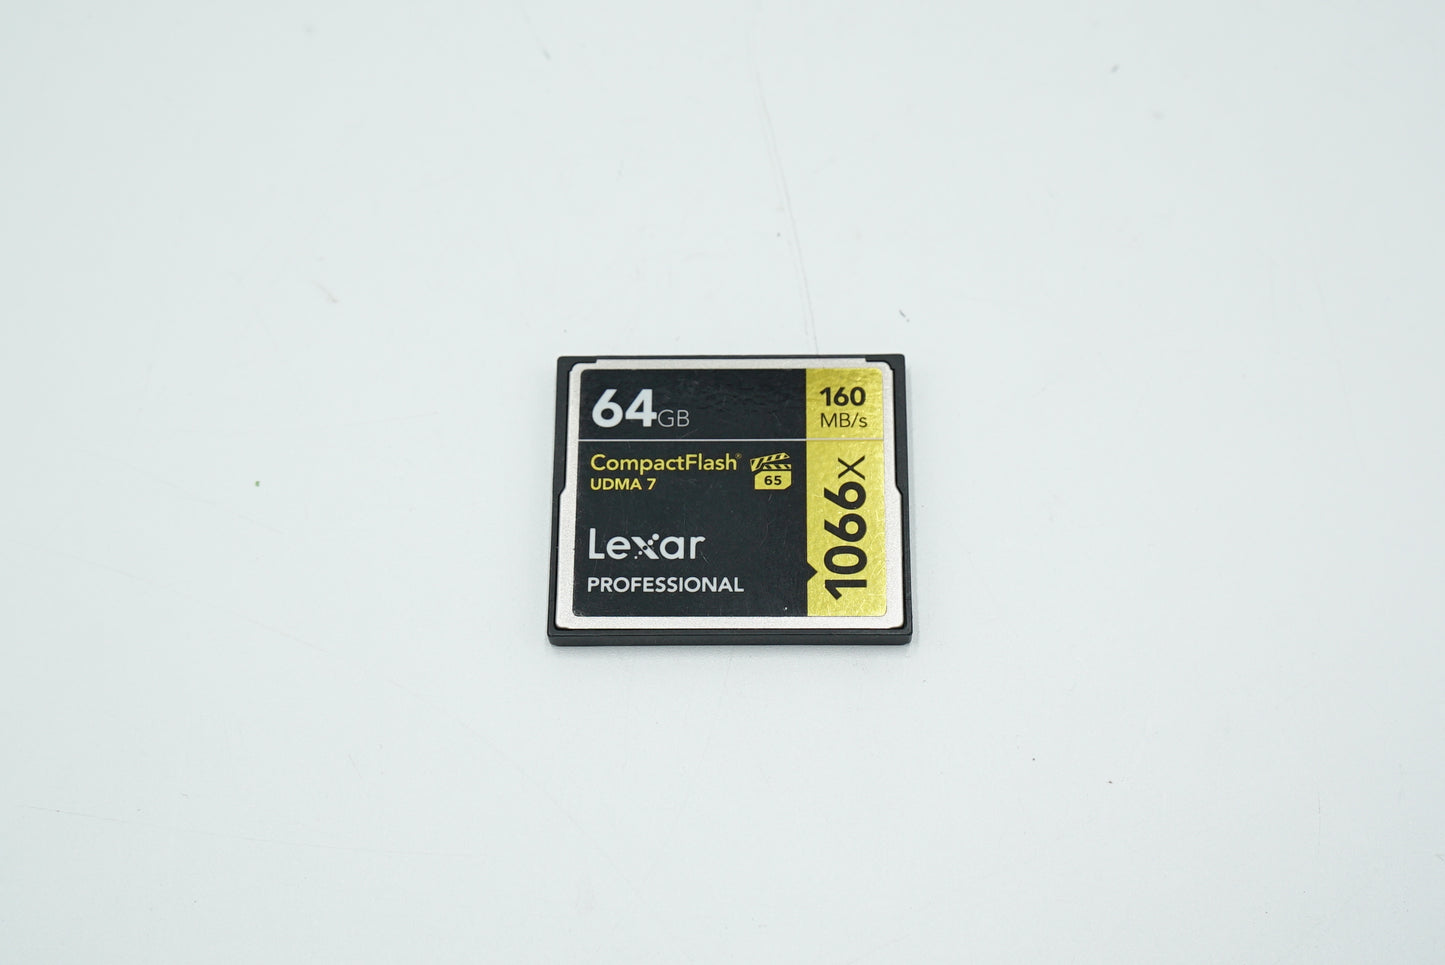 64GB
160
MB/s
CompactFlash®
UDMA 7
65
1066x
Lexar
PROFESSIONAL